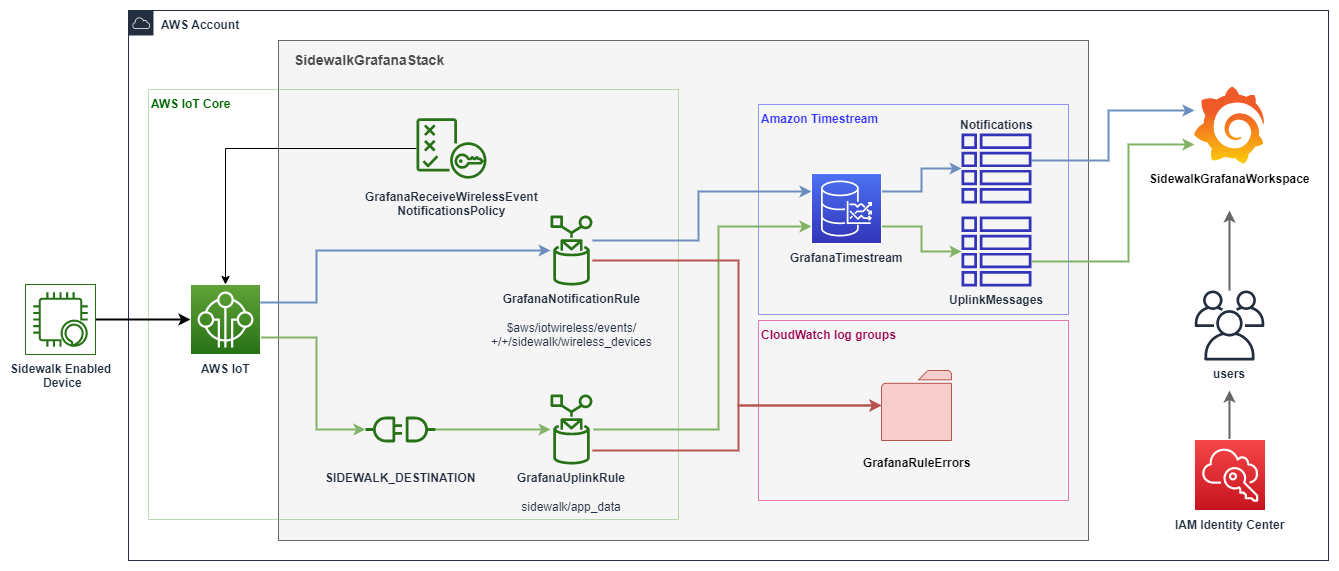 AWS Account
SidewalkGrafanaStack
AWS IoT Core
GrafanaReceiveWirelessEvent
NotificationsPolicy
GrafanaNotificationRule
$aws/iotwireless/events/
+/+/sidewalk/wireless_devices
Sidewalk Enabled
Device
AWS IoT
SIDEWALK_DESTINATION
GrafanaUplinkRule
sidewalk/app_data
Amazon Timestream
Notifications
GrafanaTimestream
UplinkMessages
CloudWatch log groups
GrafanaRuleErrors
SidewalkGrafanaWorkspace
users
IAM Identity Center